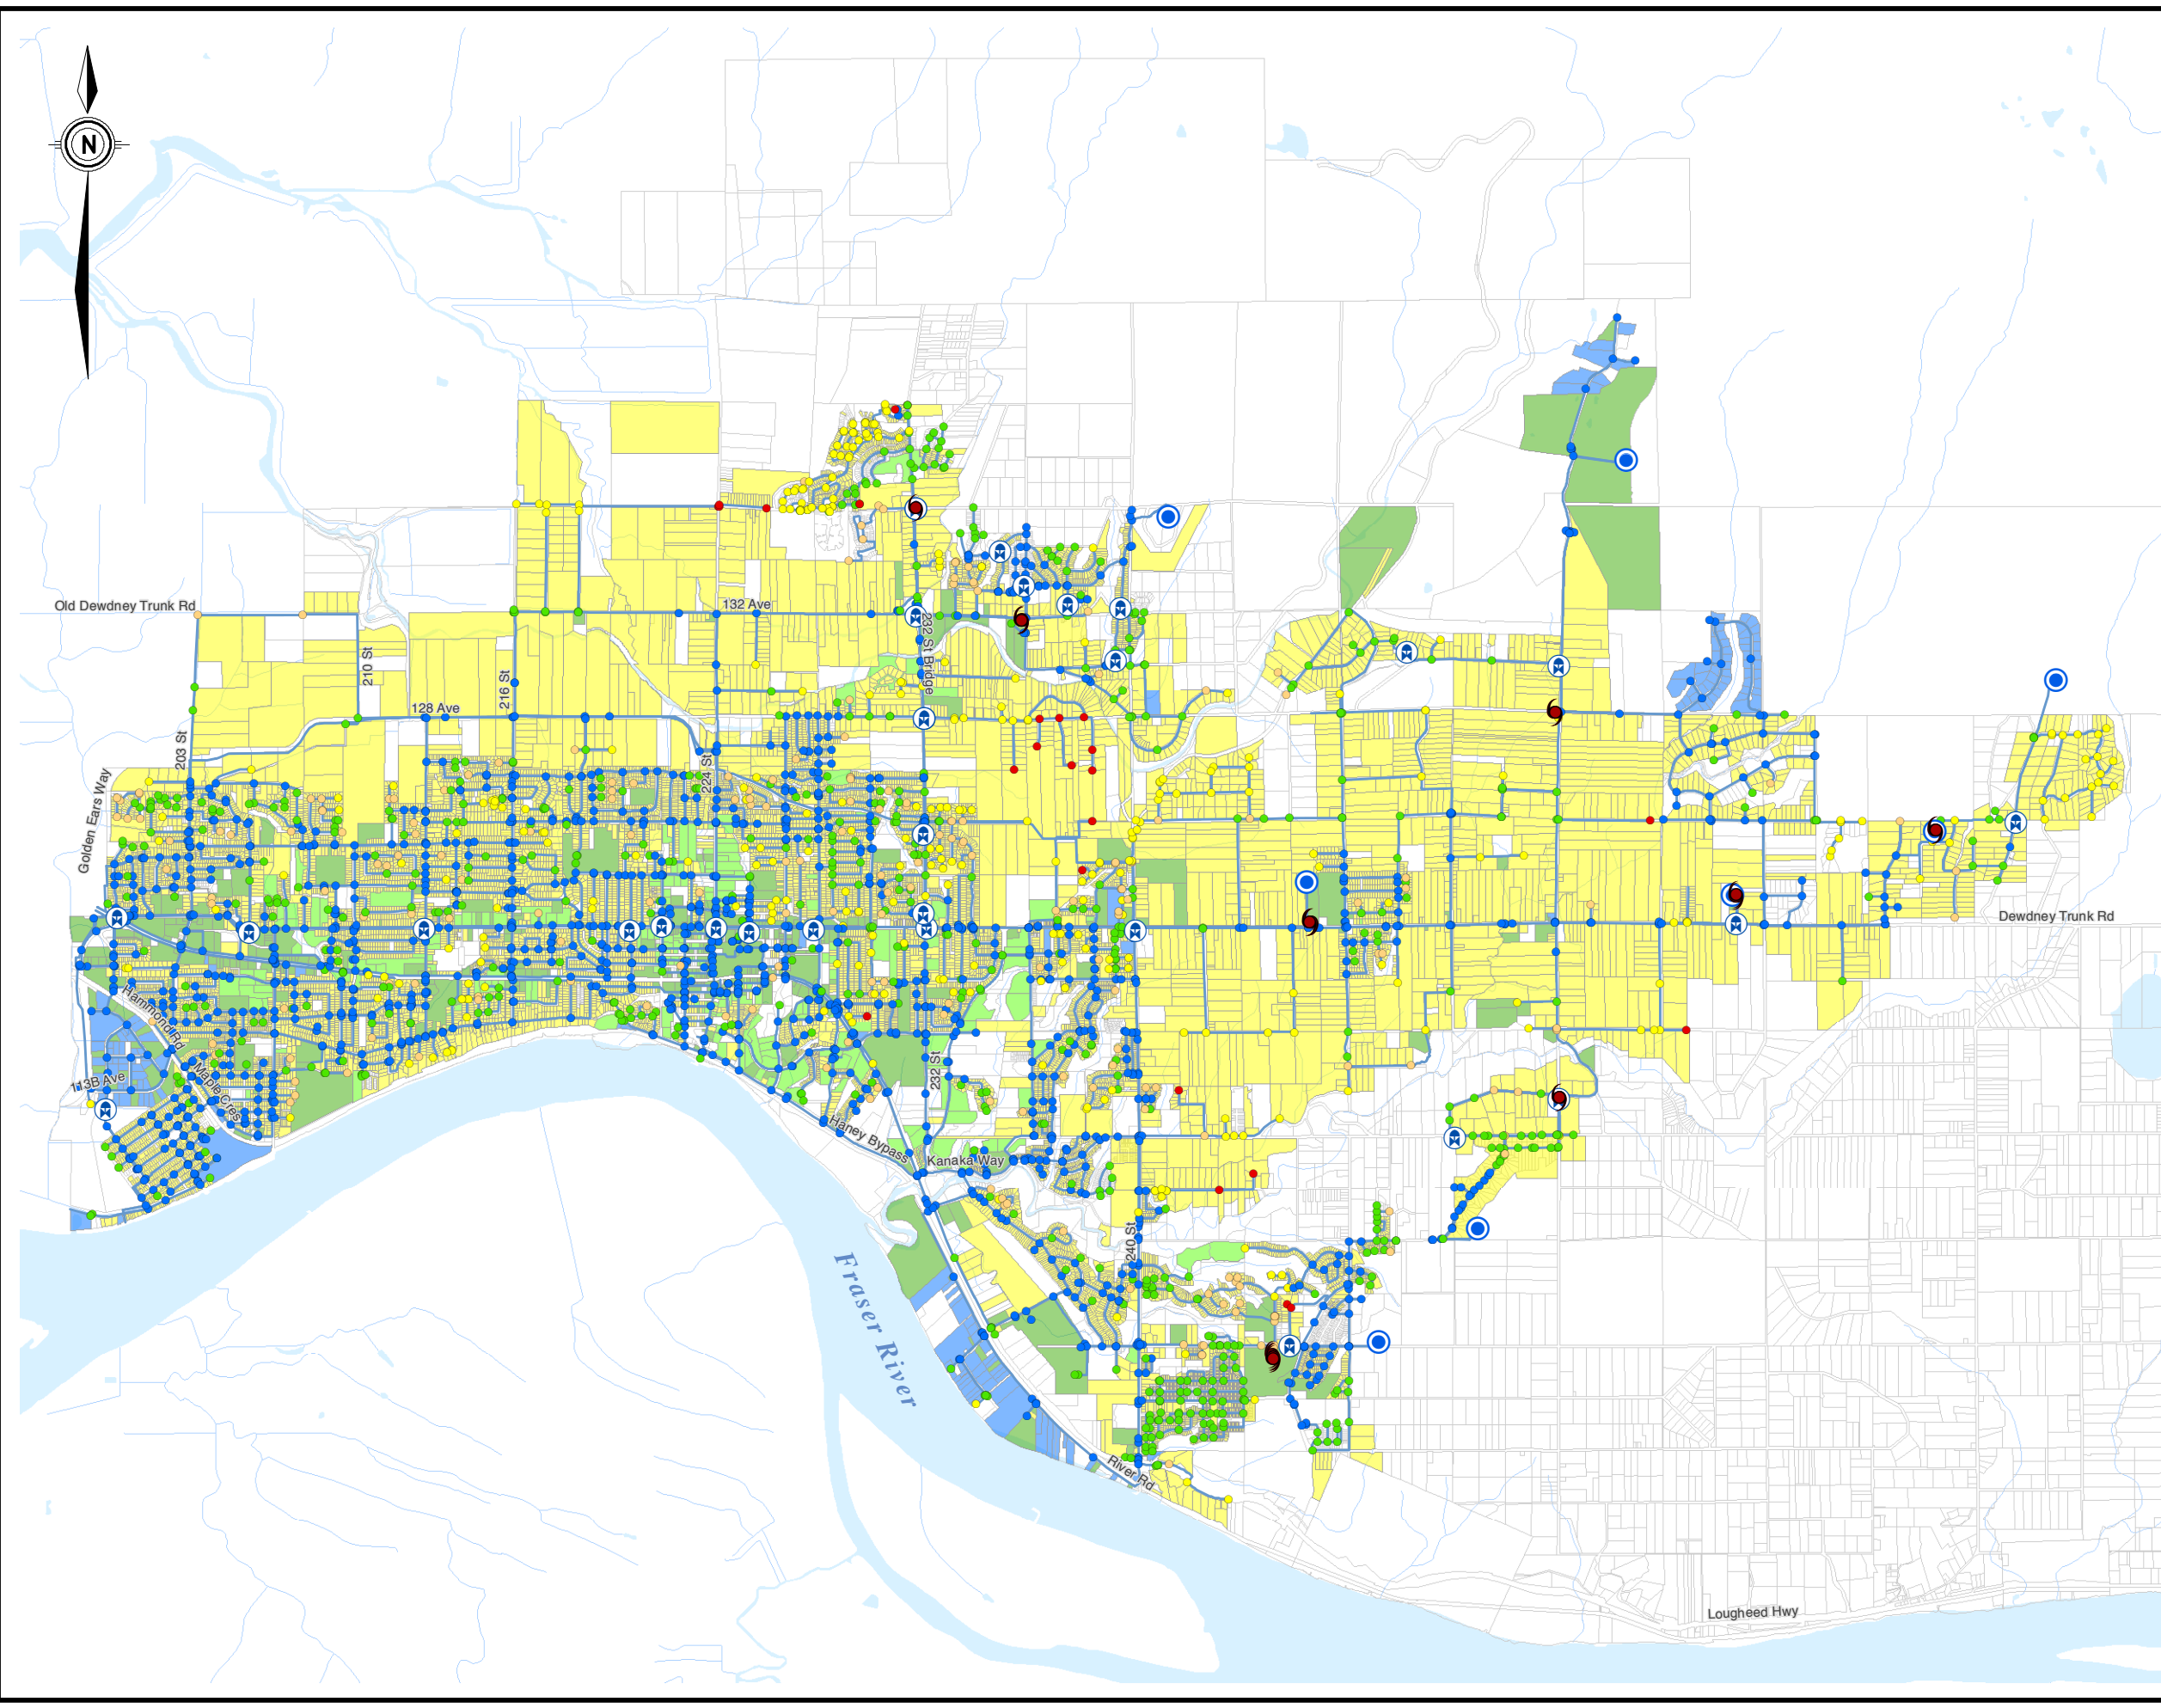 N
Old Dewdney Trunk Rd
132 Ave
232 St Bridge
210 St
216 St
128 Ave
203 St
224 St
Golden Ears Way
Dewdney Trunk Rd
Hammond Rd
Maple Cres
113B Ave
232 St
Haney Bypass
Kanaka Way
240 St
Fraser River
River Rd
Lougheed Hwy